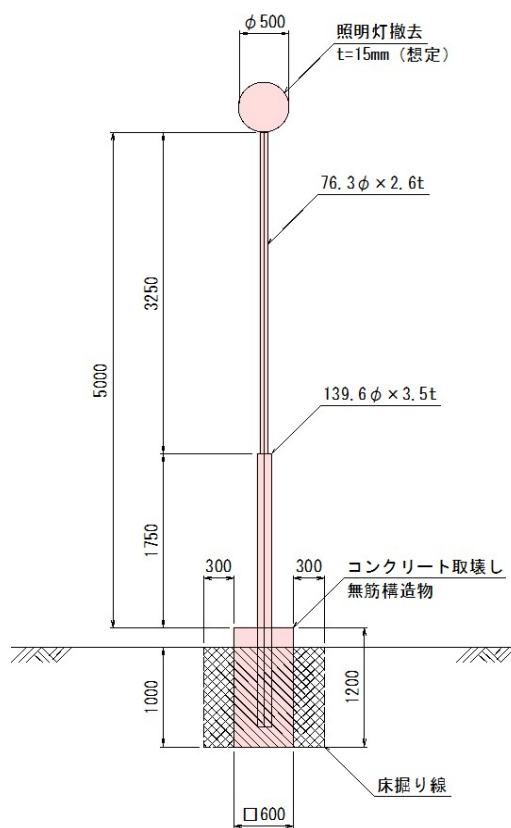 φ500
照明灯撤去
t=15mm（想定）
76.3φ×2.6t
3250
5000
139.6φ×3.5t
1750
300
300
コンクリート取壊し
無筋構造物
1000
1200
床掘り線
□600